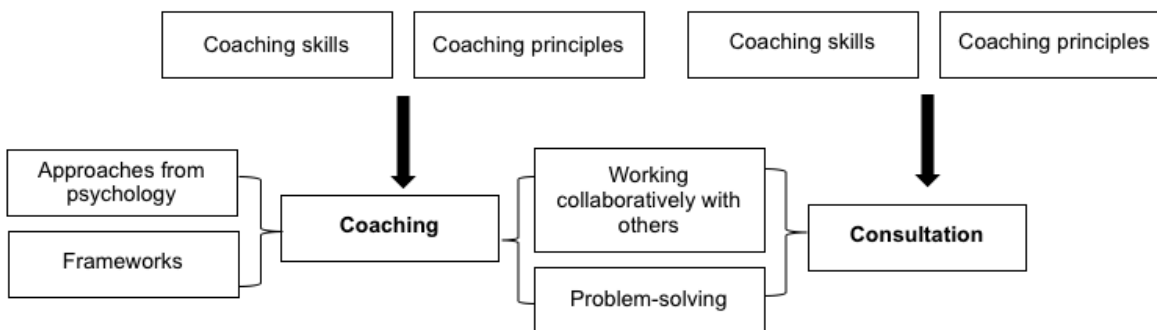 Coaching skills
Coaching principles
Coaching skills
Coaching principles
Approaches from
psychology
Frameworks
Coaching
Working
collaboratively with
others
Problem-solving
Consultation